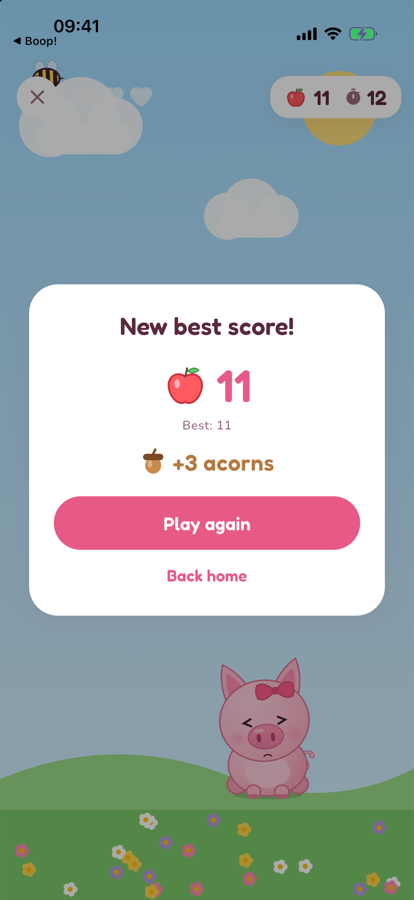 09:41
◀ Boop!
11 12
New best score!
11
Best: 11
+3 acorns
Play again
Back home